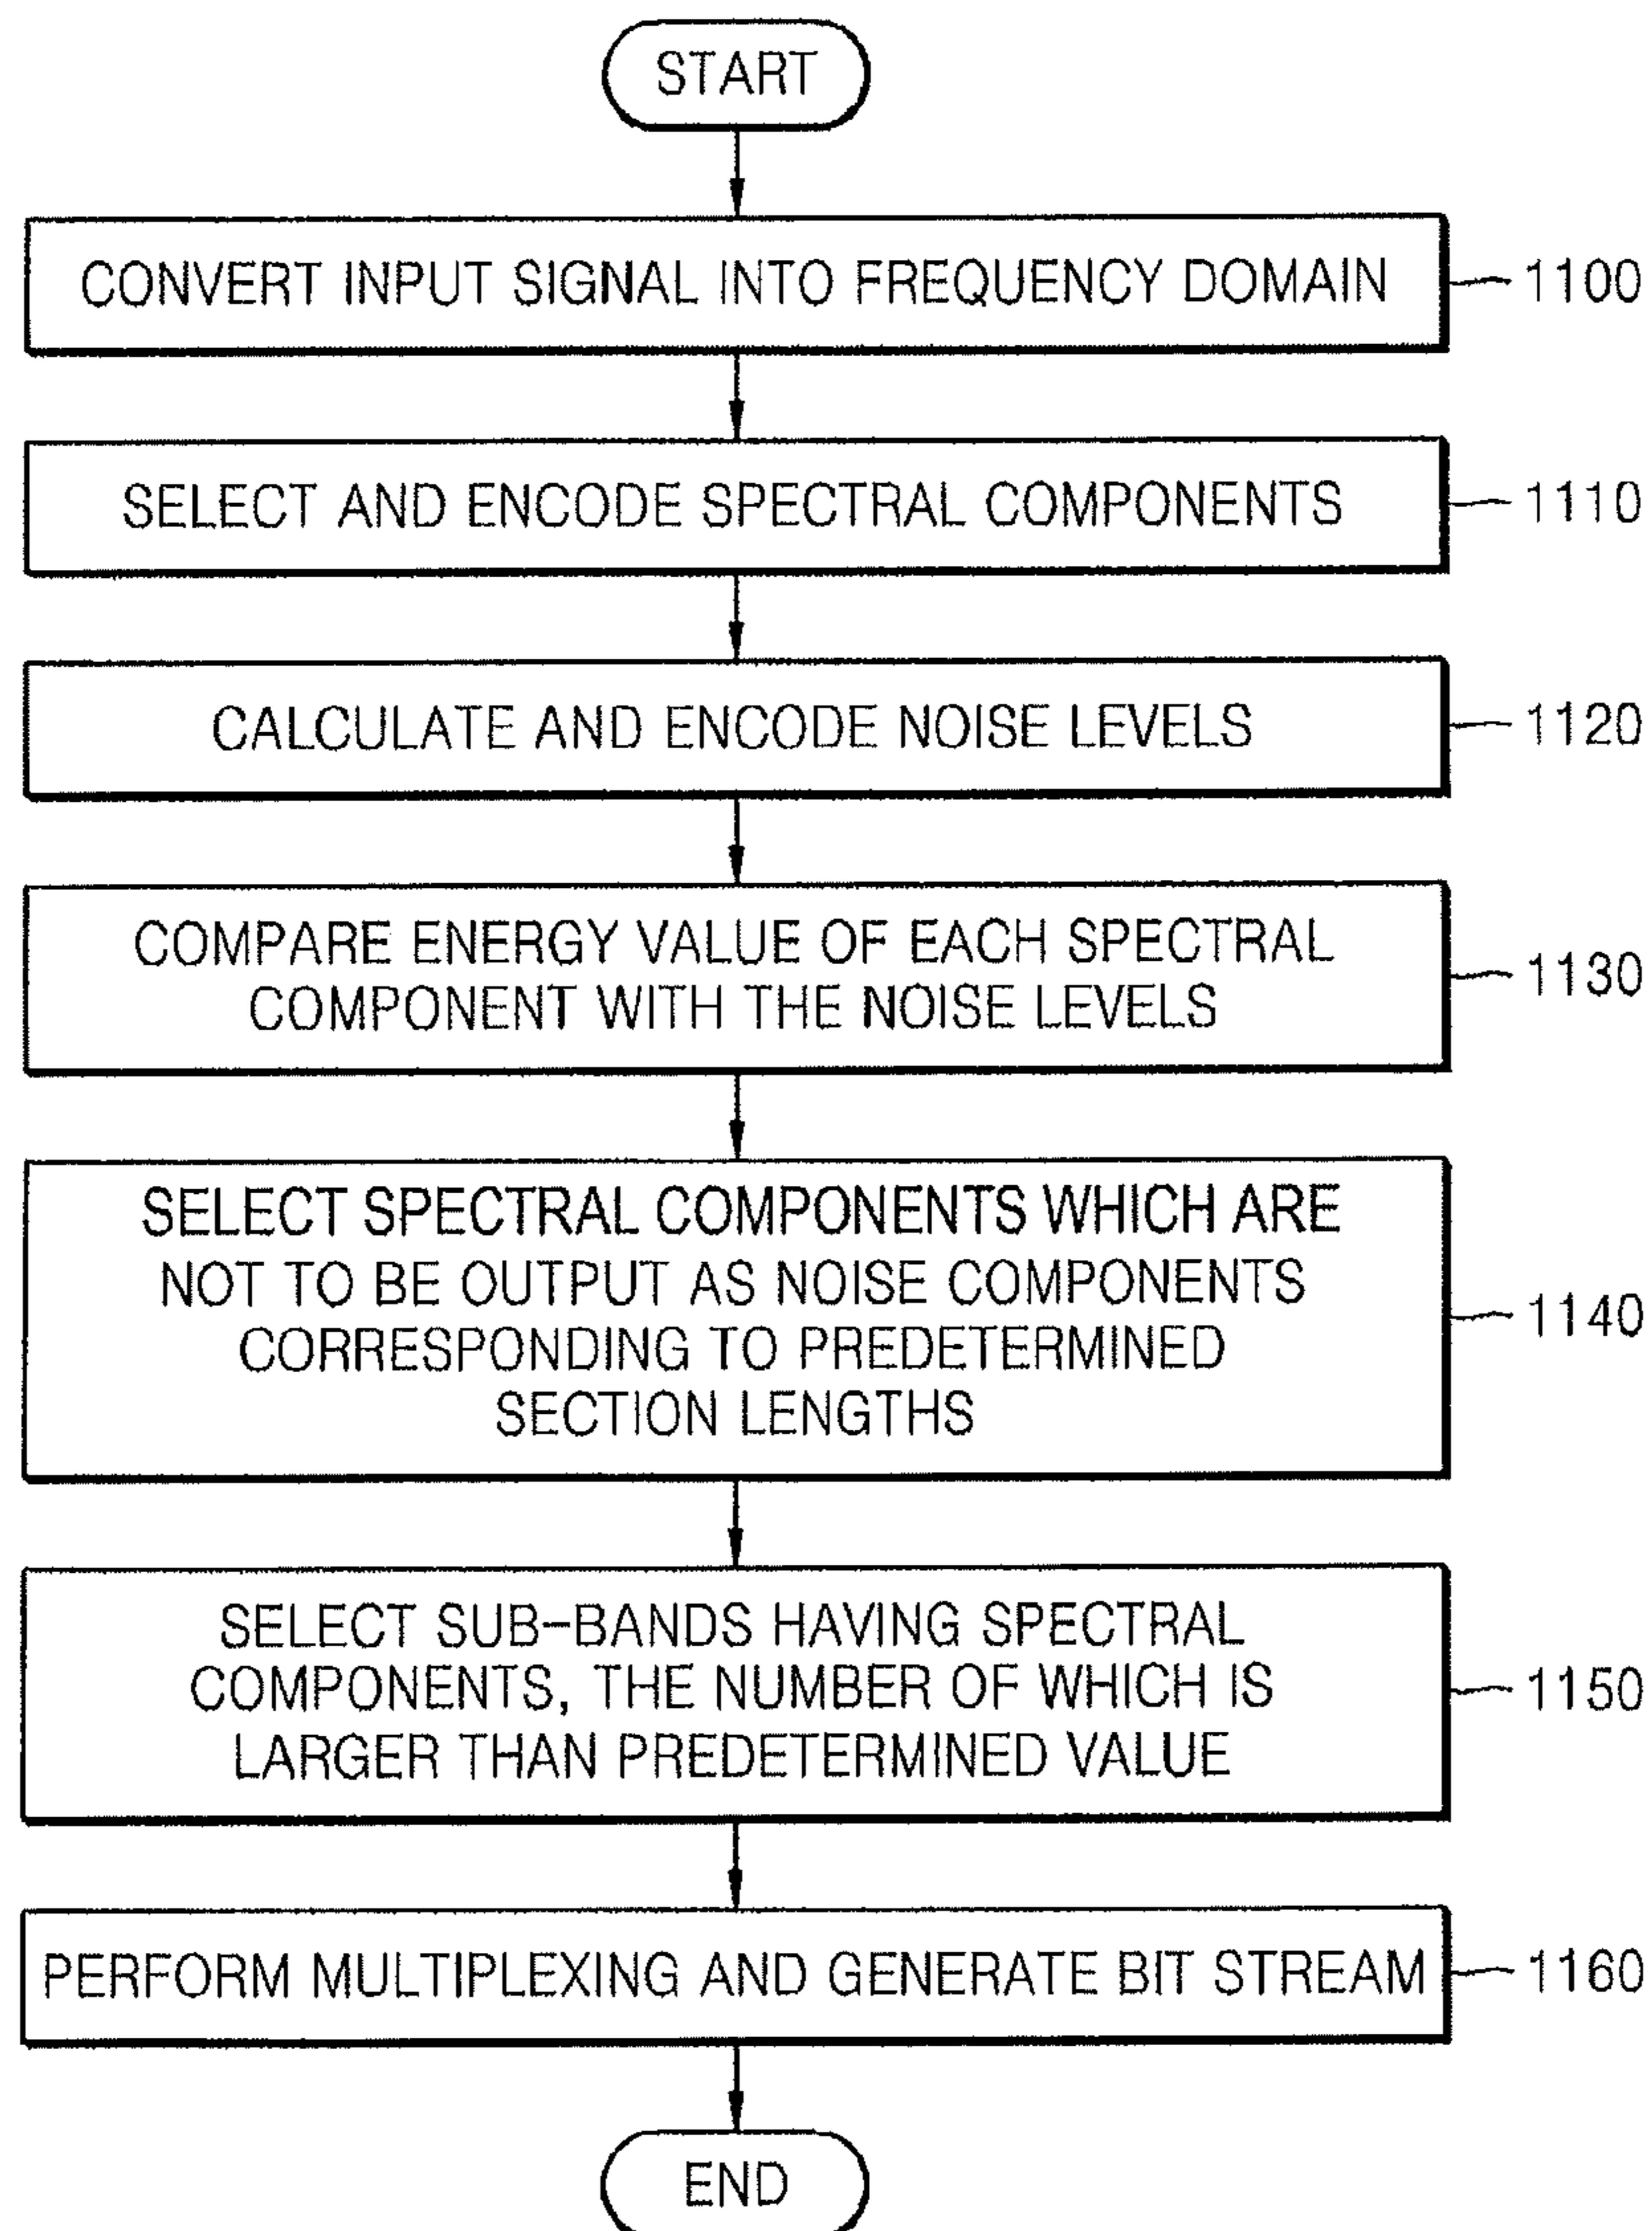 START
CONVERT INPUT SIGNAL INTO FREQUENCY DOMAIN
1100
SELECT AND ENCODE SPECTRAL COMPONENTS
1110
CALCULATE AND ENCODE NOISE LEVELS
1120
COMPARE ENERGY VALUE OF EACH SPECTRAL
COMPONENT WITH THE NOISE LEVELS
1130
SELECT SPECTRAL COMPONENTS WHICH ARE
NOT TO BE OUTPUT AS NOISE COMPONENTS
CORRESPONDING TO PREDETERMINED
SECTION LENGTHS
1140
SELECT SUB-BANDS HAVING SPECTRAL
COMPONENTS, THE NUMBER OF WHICH IS
LARGER THAN PREDETERMINED VALUE
1150
PERFORM MULTIPLEXING AND GENERATE BIT STREAM
1160
END